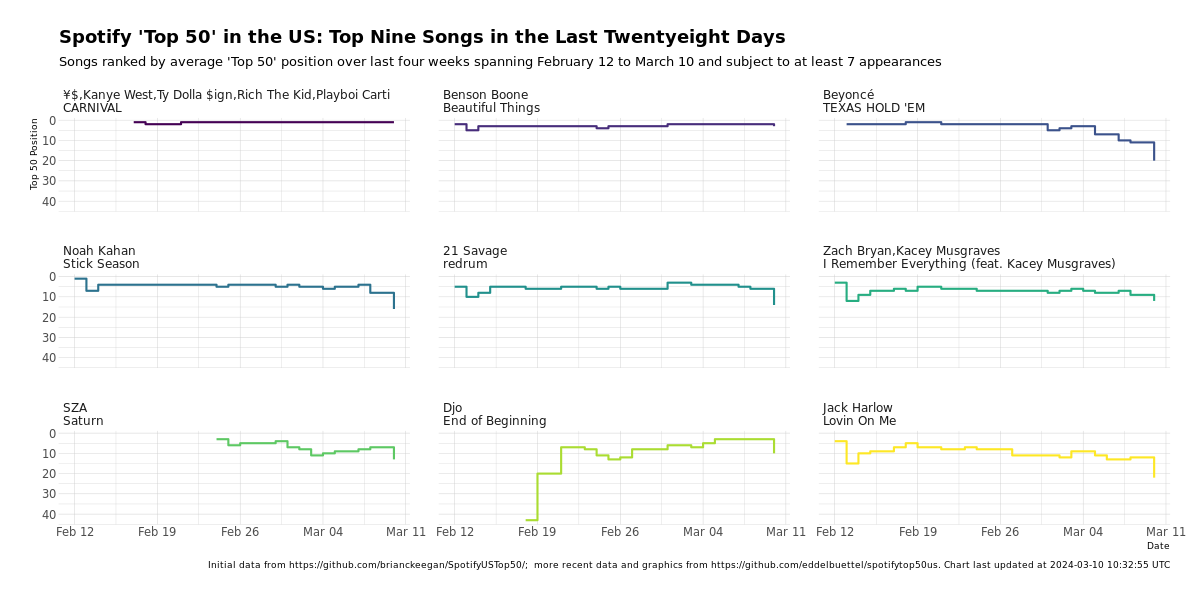 Spotify 'Top 50' in the US: Top Nine Songs in the Last Twentyeight Days
Songs ranked by average 'Top 50' position over last four weeks spanning February 12 to March 10 and subject to at least 7 appearances
¥$,Kanye West,Ty Dolla $ign,Rich The Kid,Playboi Carti
CARNIVAL
Benson Boone
Beautiful Things
Beyoncé
TEXAS HOLD 'EM
Top 50 Position
0
10
20
30
40
Noah Kahan
Stick Season
21 Savage
redrum
Zach Bryan,Kacey Musgraves
I Remember Everything (feat. Kacey Musgraves)
0
10
20
30
40
SZA
Saturn
Djo
End of Beginning
Jack Harlow
Lovin On Me
0
10
20
30
40
Feb 12 Feb 19 Feb 26 Mar 04 Mar 11
Feb 12 Feb 19 Feb 26 Mar 04 Mar 11
Feb 12 Feb 19 Feb 26 Mar 04 Mar 11
Date
Initial data from https://github.com/brianckeegan/SpotifyUSTop50/;  more recent data and graphics from https://github.com/eddelbuettel/spotifytop50us. Chart last updated at 2024-03-10 10:32:55 UTC